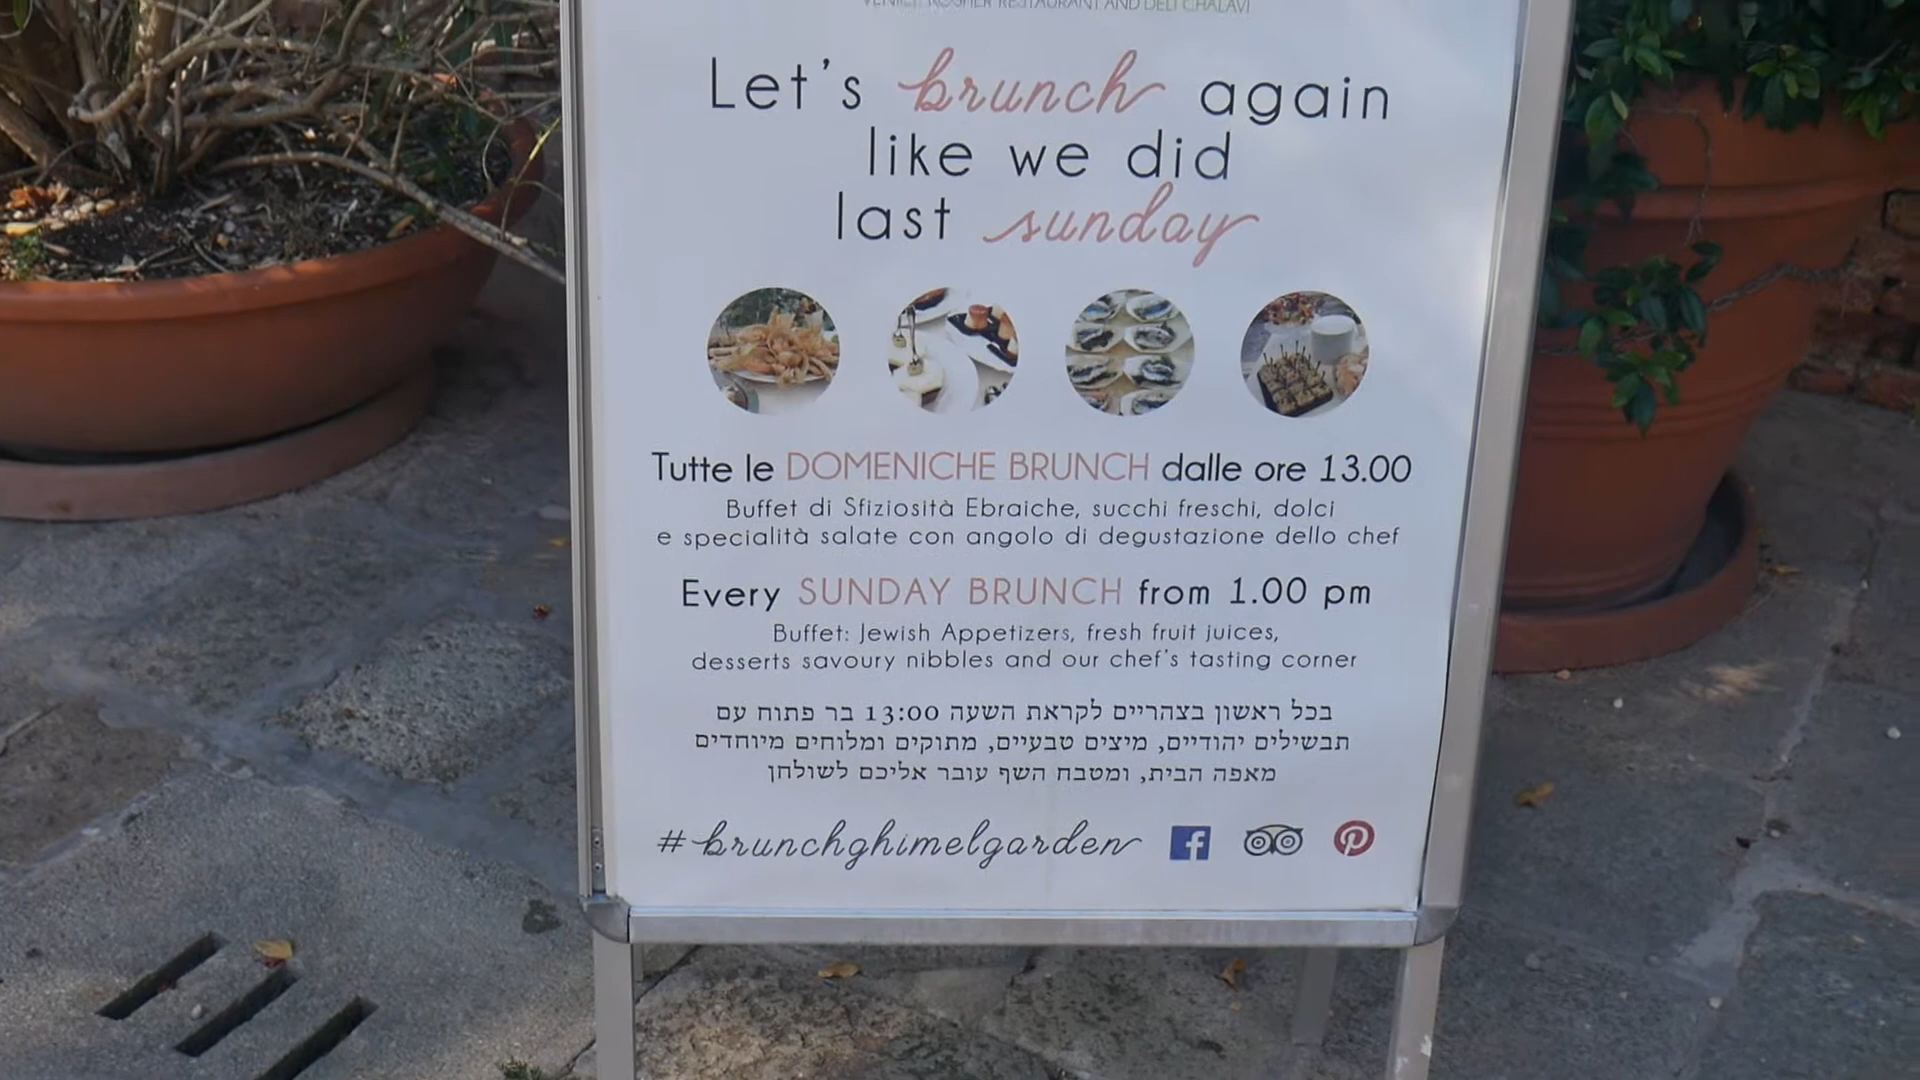 VENICE KOSHER RESTAURANT AND DELI CHALAVI
Let's brunch again
like we did
last sunday
Tutte le DOMENICHE BRUNCH dalle ore 13.00
Buffet di Sfiziosità Ebraiche, succhi freschi, dolci
e specialità salate con angolo di degustazione dello chef
Every SUNDAY BRUNCH from 1.00 pm
Buffet: Jewish Appetizers, fresh fruit juices,
desserts savoury nibbles and our chef's tasting corner
בכל ראשון בצהריים לקראת השעה 13:00 בר פתוח עם
תבשילים יהודיים, מיצים טבעיים, מתוקים ומלוחים מיוחדים
מאפה הבית, ומטבח השף עובר אליכם לשולחן
#brunchghimelgarden